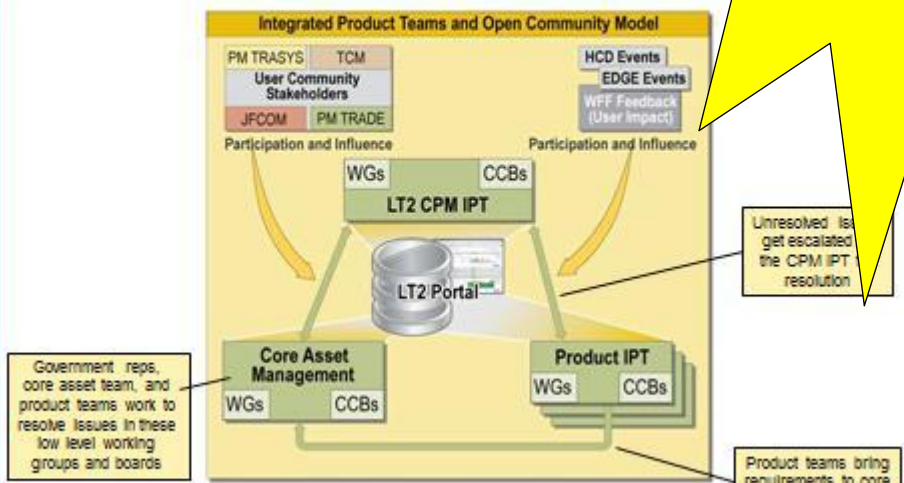 Integrated Product Teams and Open Community Model
PM TRASYS
TCM
User Community
Stakeholders
JFCOM
PM TRADE
HCD Events
EDGE Events
WFF Feedback
(User Impact)
Participation and Influence
Participation and Influence
WGs
CCBs
LT2 CPM IPT
LT2 Portal
Unresolved
get escalated
the CPM IPT
resolution
Core Asset
Management
WGs
CCBs
Product IPT
WGs
CCBs
Government reps,
core asset team, and
product teams work to
resolve issues in these
low level working
groups and boards
Product teams bring
requirements to core